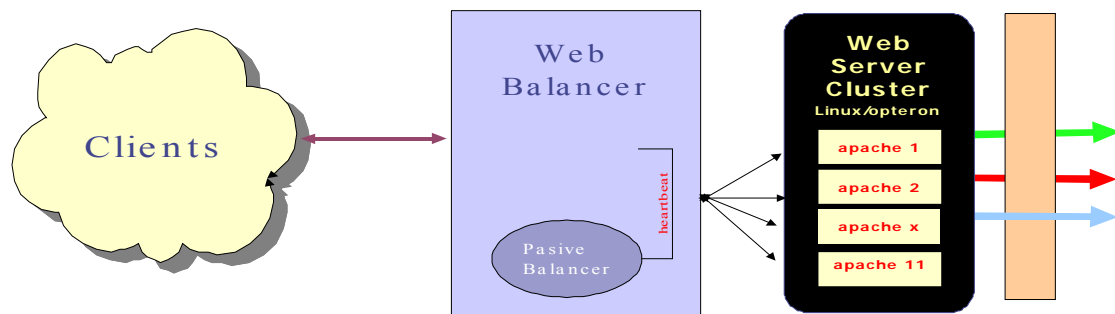 Clients
Web
Balancer
heartbeat
Pasive
Balancer
Web
Server
Cluster
Linux/opteron
apache 1
apache 2
apache x
apache 11